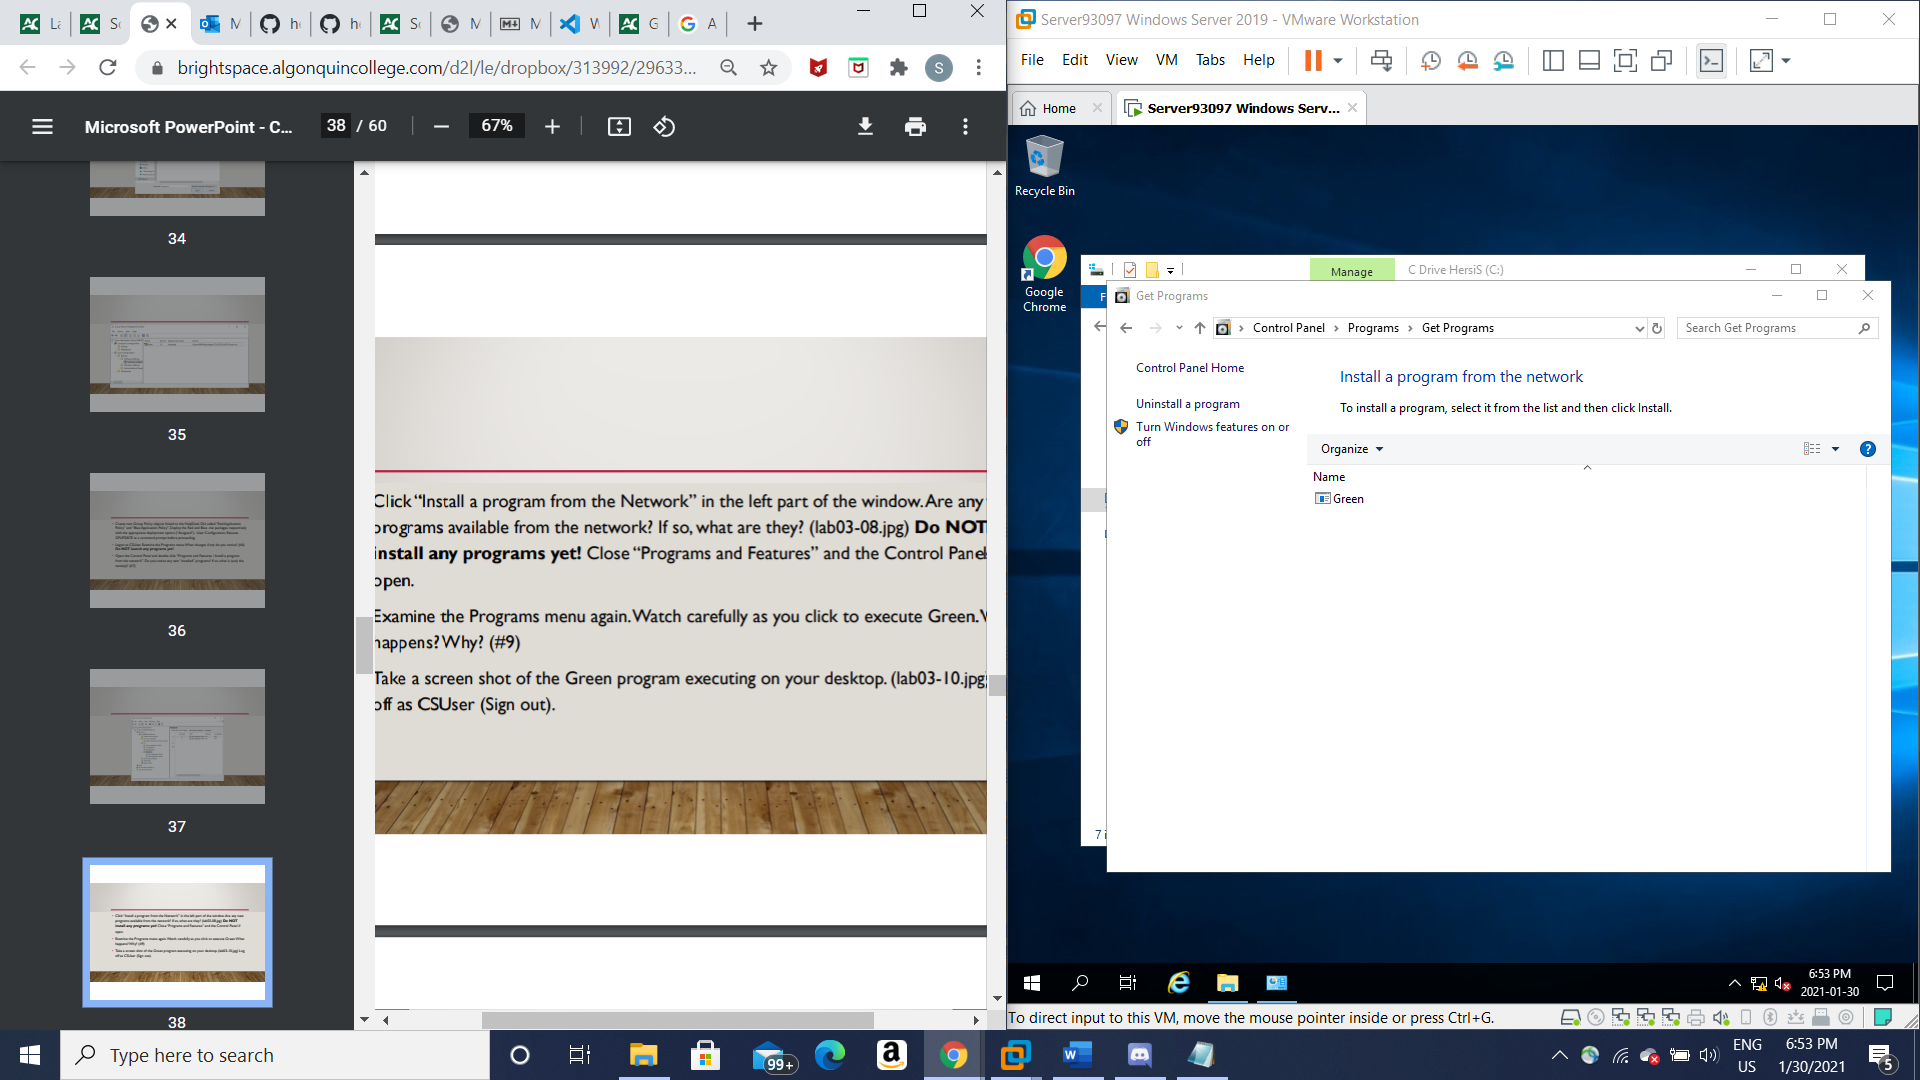 brightspace.algonquincollege.com/d2l/le/dropbox/313992/29633...
S
Microsoft PowerPoint - C...
38 / 60
67%
34
35
36
37
38
Click “Install a program from the Network” in the left part of the window. Are any
programs available from the network? If so, what are they? (lab03-08.jpg) Do NOT
install any programs yet! Close “Programs and Features” and the Control Panel
open.
Examine the Programs menu again. Watch carefully as you click to execute Green.
happens? Why? (#9)
Take a screen shot of the Green program executing on your desktop. (lab03-10.jpg)
off as CSUser (Sign out).
Server93097 Windows Server 2019 - VMware Workstation
File Edit View VM Tabs Help
Home
Server93097 Windows Serv...
Recycle Bin
Google
Chrome
Manage
C Drive HersiS (C:)
Get Programs
Control Panel
Programs
Get Programs
Search Get Programs
Control Panel Home
Uninstall a program
Turn Windows features on or
off
Install a program from the network
To install a program, select it from the list and then click Install.
Organize
Name
Green
6:53 PM
2021-01-30
To direct input to this VM, move the mouse pointer inside or press Ctrl+G.
Type here to search
99+
ENG
US
6:53 PM
1/30/2021
5